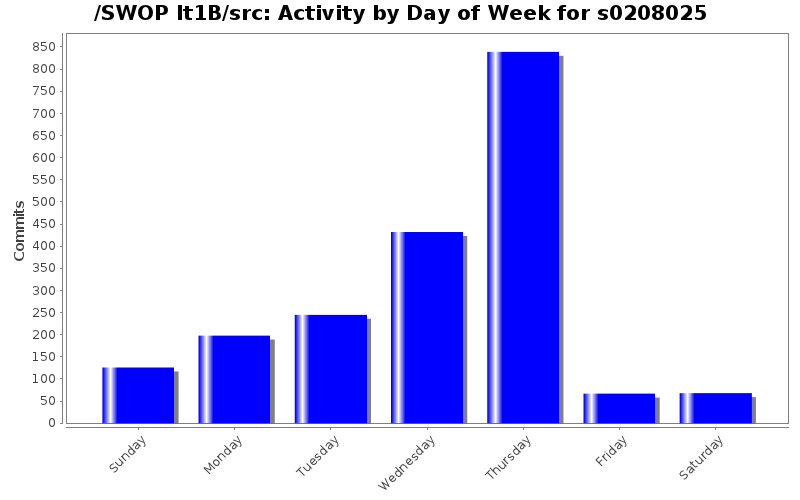 /SWOP It1B/src: Activity by Day of Week for s0208025
Commits
850
800
750
700
650
600
550
500
450
400
350
300
250
200
150
100
50
0
Sunday
Monday
Tuesday
Wednesday
Thursday
Friday
Saturday